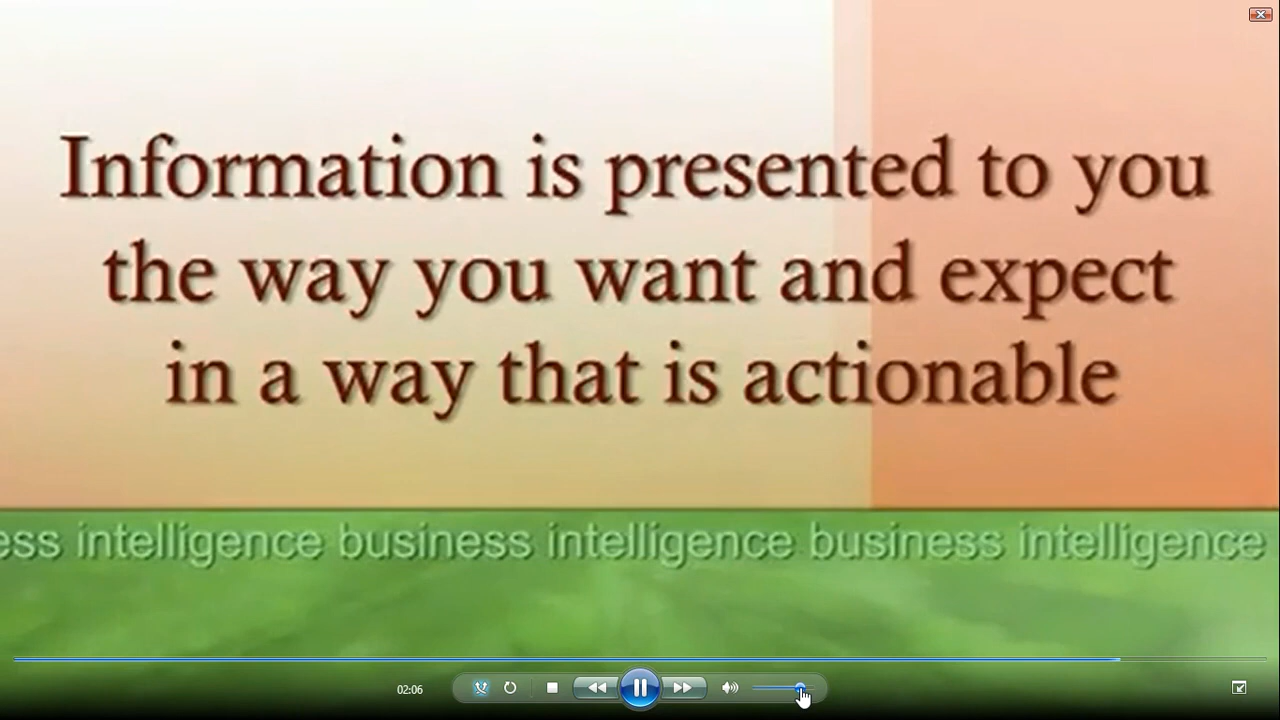 Information is presented to you
the way you want and expect
in a way that is actionable
ess intelligence business intelligence business intelligence
02:06